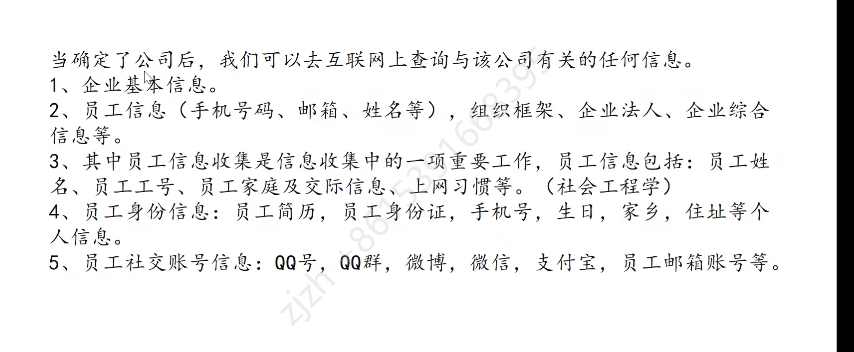 当确定了公司后，我们可以去互联网上查询与该公司有关的任何信息。
1、企业基本信息。
2、员工信息（手机号码、邮箱、姓名等），组织框架、企业法人、企业综合
信息等。
3、其中员工信息收集是信息收集中的一项重要工作，员工信息包括：员工姓
名、员工工号、员工家庭及交际信息、上网习惯等。（社会工程学）
4、员工身份信息：员工简历，员工身份证，手机号，生日，家乡，住址等个
人信息。
5、员工社交账号信息：QQ号，QQ群，微博，微信，支付宝，员工邮箱账号等。